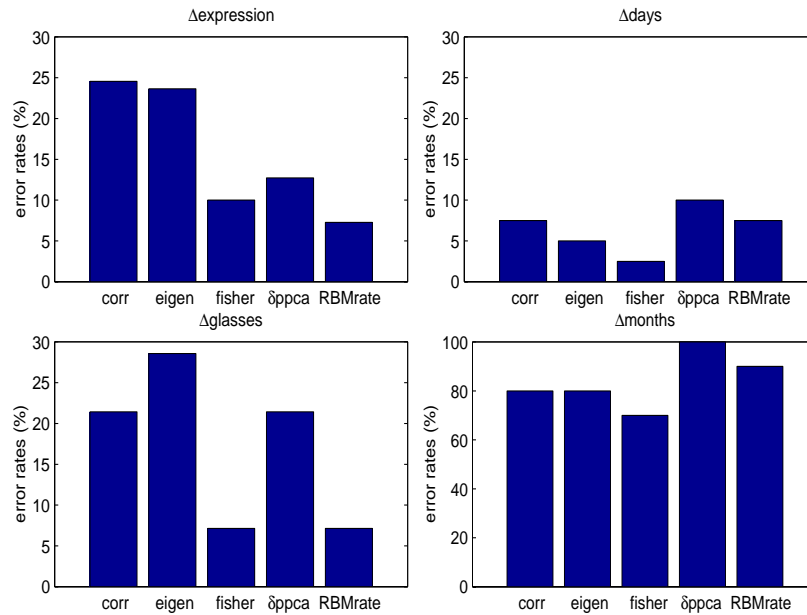 Δexpression
30
25
20
15
10
5
0
error rates (%)
corr eigen fisher δppca RBMrate
Δdays
30
25
20
15
10
5
0
error rates (%)
corr eigen fisher δppca RBMrate
Δglasses
30
25
20
15
10
5
0
error rates (%)
corr eigen fisher δppca RBMrate
Δmonths
100
80
60
40
20
0
error rates (%)
corr eigen fisher δppca RBMrate